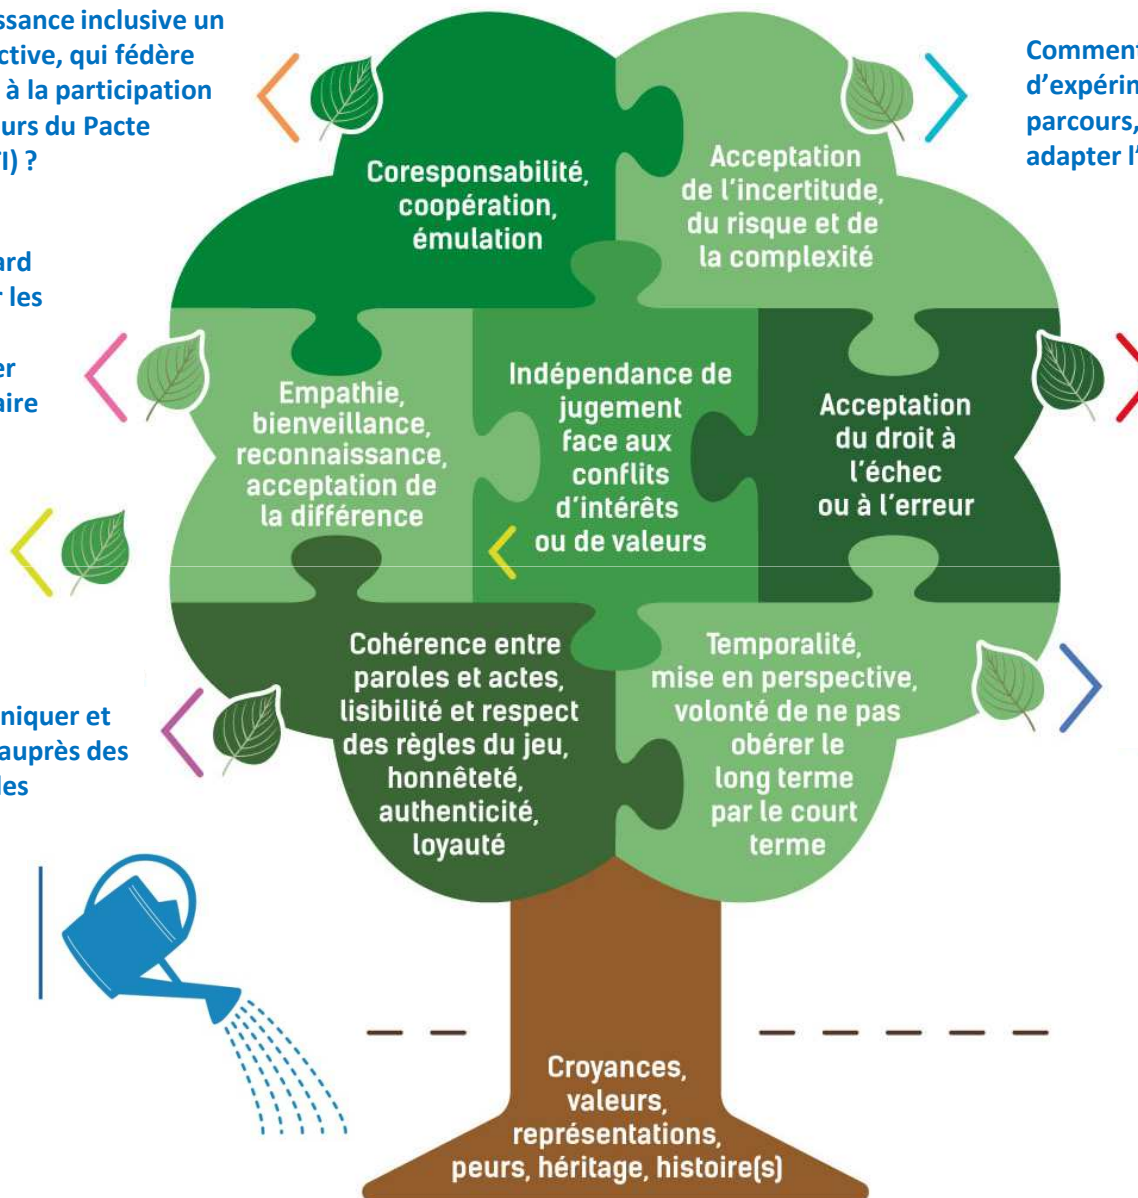 ssance inclusive un
ctive, qui fédère
à la participation
urs du Pacte
I) ?
Comment
d'expérin
parcours,
adapter l'
Coresponsabilité,
coopération,
émulation
Acceptation
de l'incertitude,
du risque et de
la complexité
ard
les
er
aire
Empathie,
bienveillance,
reconnaissance,
acceptation de
la différence
Indépendance de
jugement
face aux
conflits
d'intérêts
ou de valeurs
Acceptation
du droit à
l'échec
ou à l'erreur
niquer et
auprès des
les
Cohérence entre
paroles et actes,
lisibilité et respect
des règles du jeu,
honnêteté,
authenticité,
loyauté
Temporalité,
mise en perspective,
volonté de ne pas
obérer le
long terme
par le court
terme
Croyances,
valeurs,
représentations,
peurs, héritage, histoire(s)